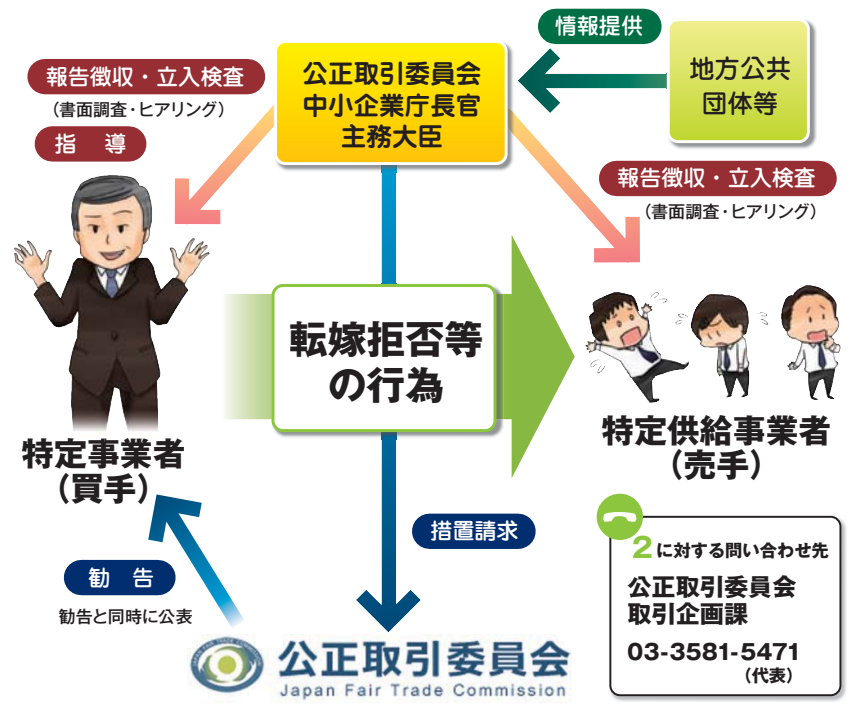 情報提供
地方公共
団体等
公正取引委員会
中小企業庁長官
主務大臣
報告徴収・立入検査
(書面調査・ヒアリング)
指 導
報告徴収・立入検査
(書面調査・ヒアリング)
転嫁拒否等
の行為
特定事業者
(買手)
特定供給事業者
(売手)
措置請求
勧 告
勧告と同時に公表
JAPAN FAIR TRADE COMMISSION
公正取引委員会
Japan Fair Trade Commission
2に対する問い合わせ先
公正取引委員会
取引企画課
03-3581-5471
(代表)